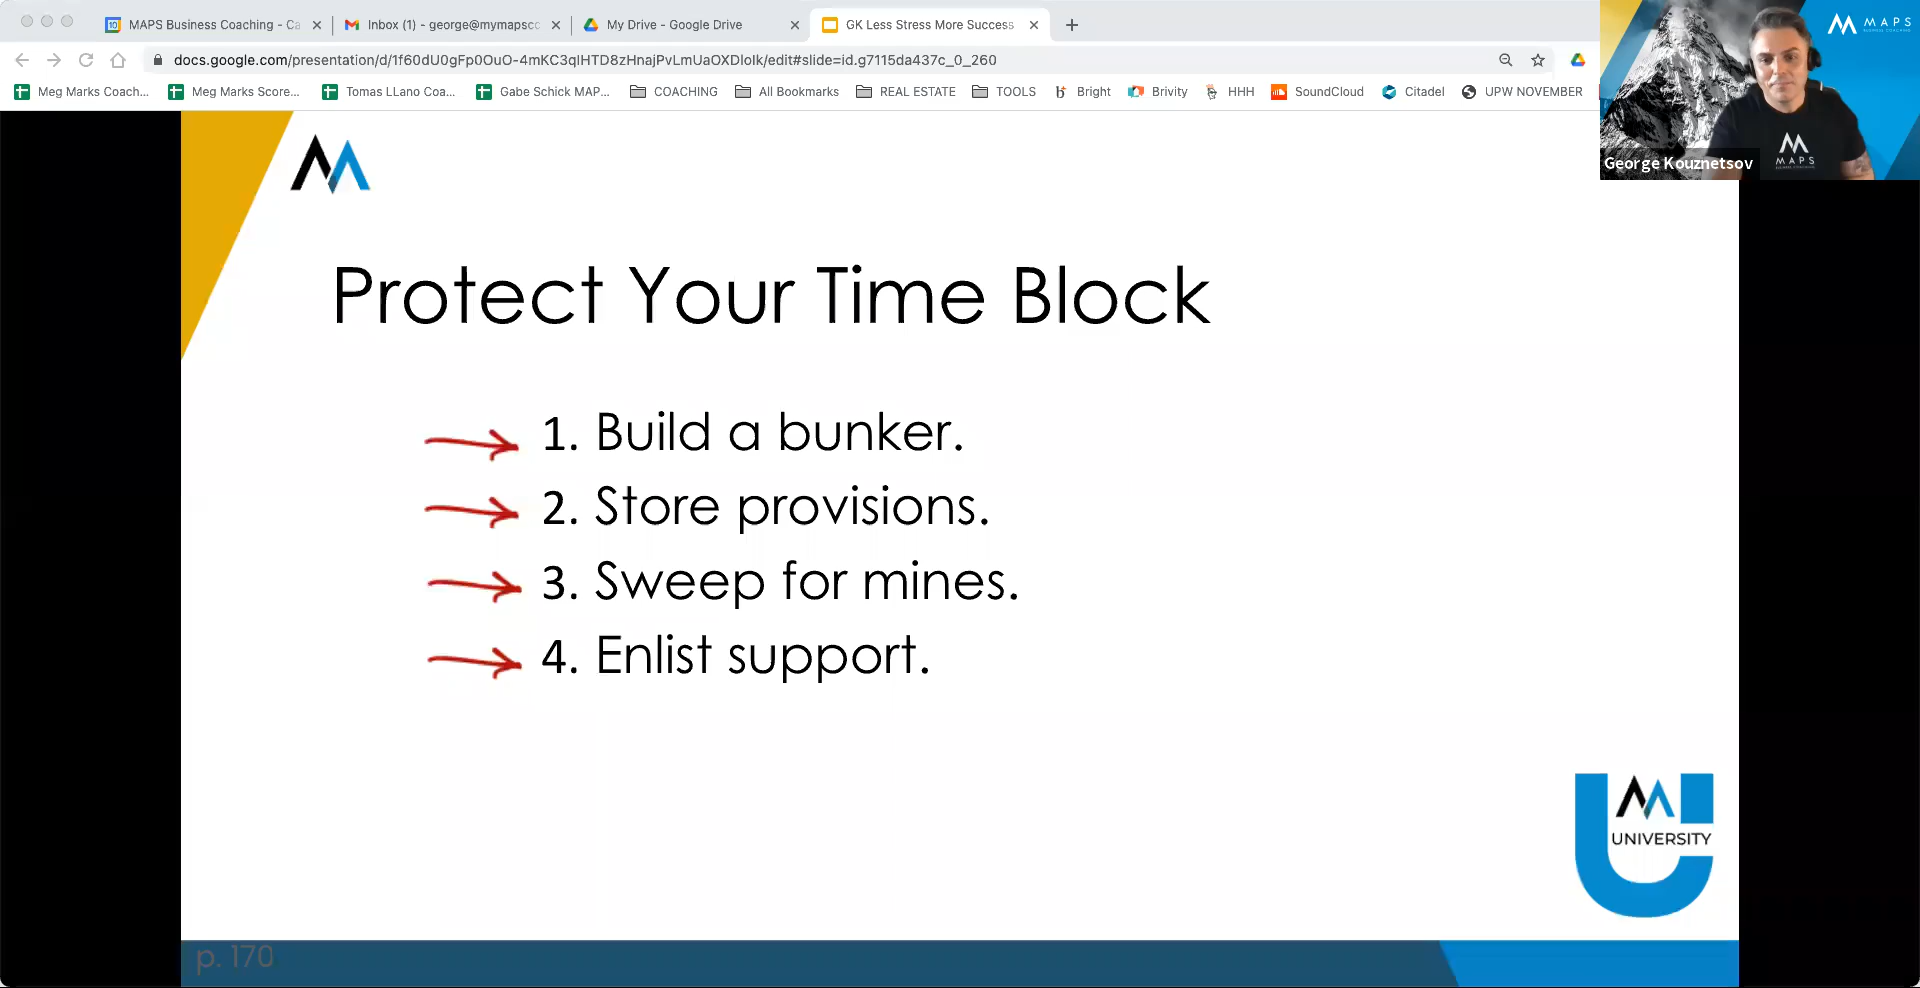 MAPS Business Coaching - Ca
Inbox (1) - george@mymapscc
My Drive - Google Drive
GK Less Stress More Success
docs.google.com/presentation/d/1f60dU0gFp0OuO-4mKC3qlHTD8zHnajPvLmUaOXDIoIk/edit#slide=id.g7115da437c_0_260
Meg Marks Coach... Meg Marks Score... Tomas LLano Coa... Gabe Schick MAP... COACHING All Bookmarks REAL ESTATE TOOLS Bright Brivity HHH SoundCloud Citadel UPW NOVEMBER
MAPS
MAPS
George Kouznetsov
Protect Your Time Block
1. Build a bunker.
2. Store provisions.
3. Sweep for mines.
4. Enlist support.
UNIVERSITY
p. 170